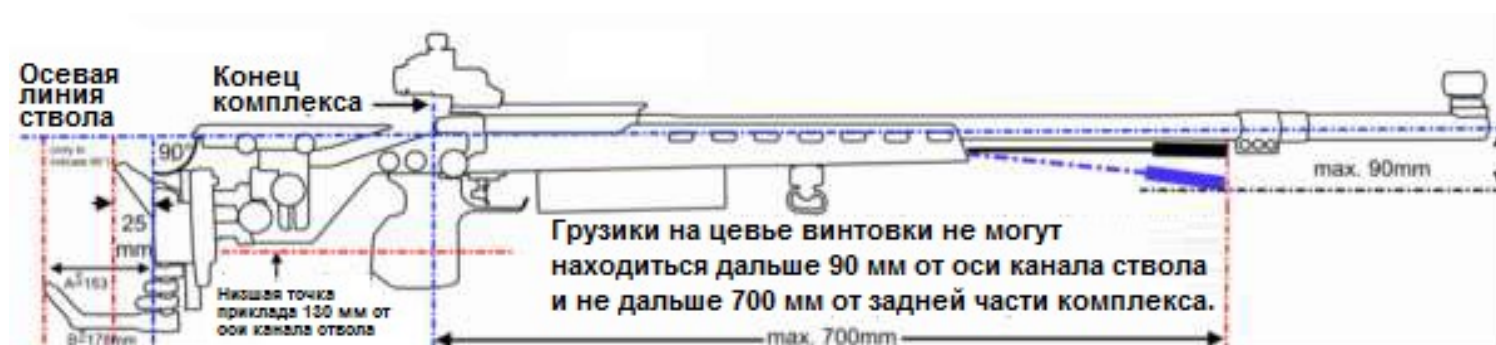 Осевая
линия
ствола
Конец
комплекса
90°
25
mm
A=153
B=178mm
Низшая точка
приклада 130 мм от
оси канала ствола
Грузики на цевье винтовки не могут
находиться дальше 90 мм от оси канала ствола
и не дальше 700 мм от задней части комплекса.
max. 90mm
max. 700mm